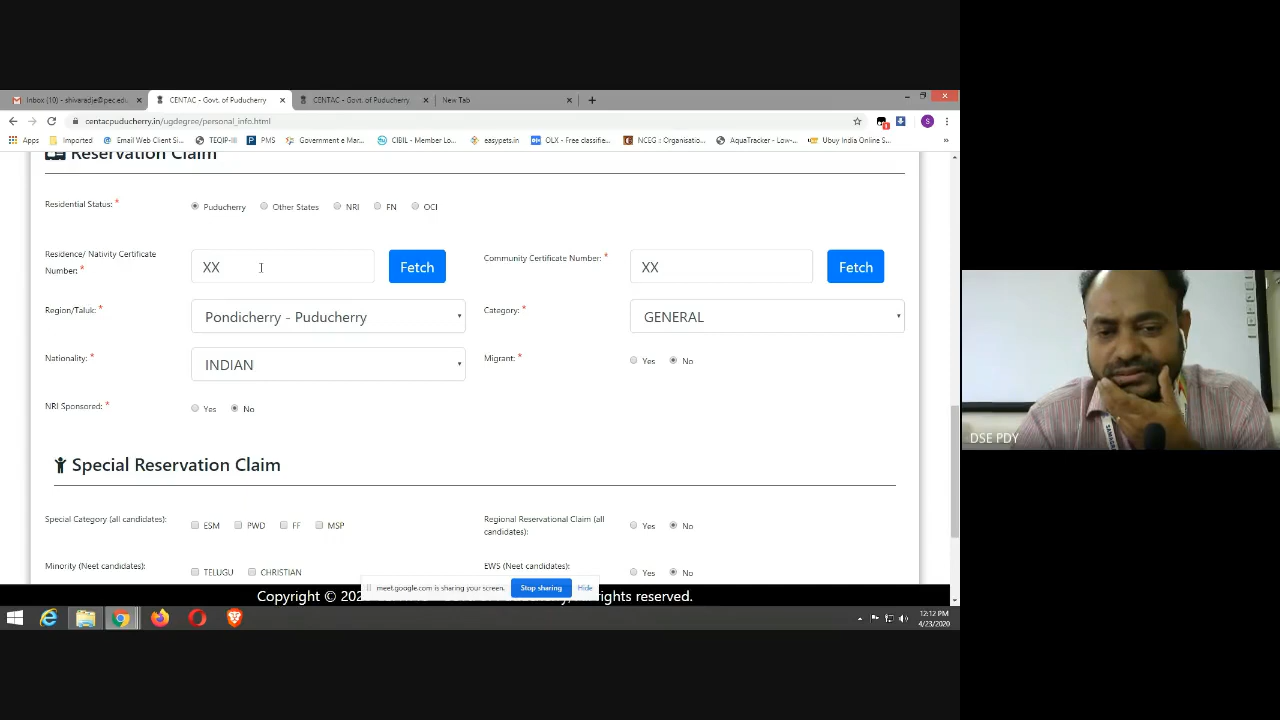 Inbox (10) - shivaradje@pec.edu.
CENTAC - Govt. of Puducherry
CENTAC - Govt. of Puducherry
New Tab
centacpuducherry.in/ugdegree/personal_info.html
Apps Imported Email Web Client Si... TEQIP-III PMS Government e Mar... CIBIL - Member Lo... easypets.in OLX - Free classifie... NCEG :: Organisatio... AquaTracker - Low-... Ubuy India Online S...
Reservation Claim
Residential Status: * Puducherry Other States NRI FN OCI
Residence/ Nativity Certificate Number: * XX Fetch Community Certificate Number: * XX Fetch
Region/Taluk: * Pondicherry - Puducherry Category: * GENERAL
Nationality: * INDIAN Migrant: * Yes No
NRI Sponsored: * Yes No
Special Reservation Claim
Special Category (all candidates): ESM PWD FF MSP Regional Reservational Claim (all candidates): Yes No
Minority (Neet candidates): TELUGU CHRISTIAN EWS (Neet candidates): Yes No
meet.google.com is sharing your screen. Stop sharing Hide
Copyright © 202 All rights reserved.
12:12 PM
4/23/2020
DSE PDY